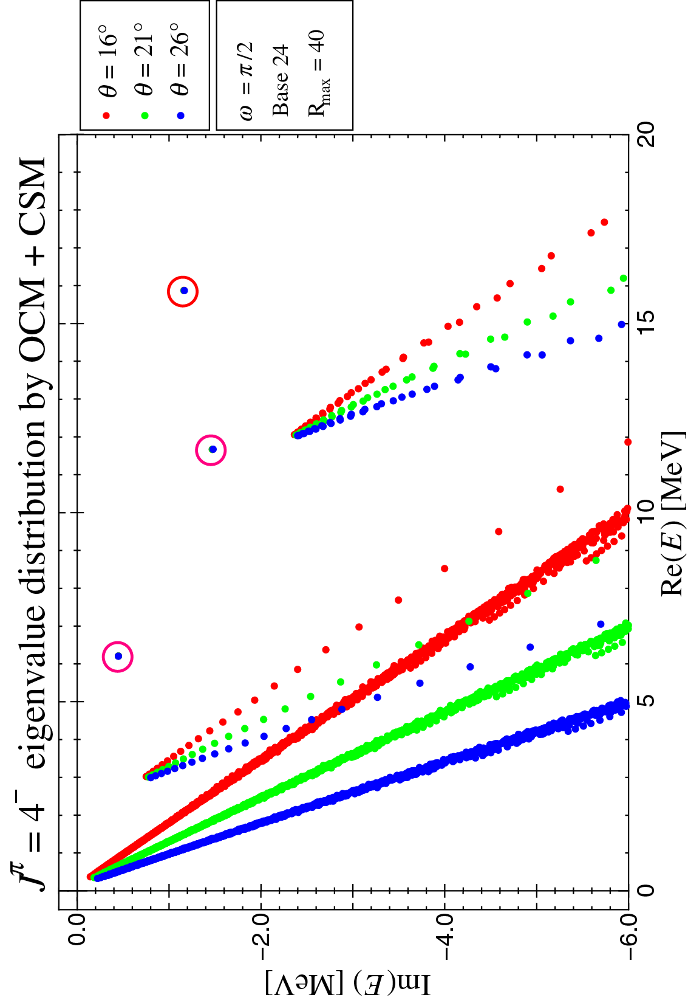 J^π = 4^− eigenvalue distribution by OCM + CSM
θ = 16°
θ = 21°
θ = 26°
ω = π/2
Base 24
R_max = 40
Im(E) [MeV]
0.0
−2.0
−4.0
−6.0
0
5
10
15
20
Re(E) [MeV]